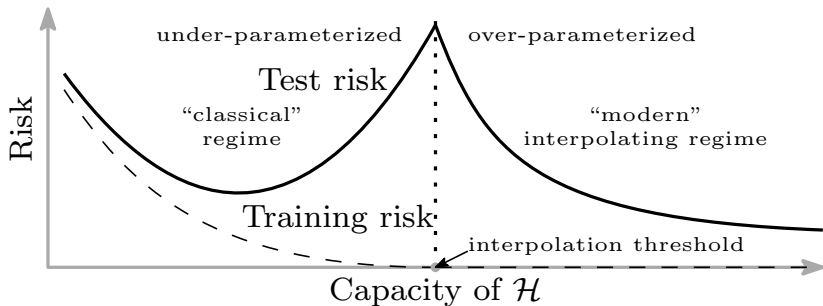 under-parameterized
over-parameterized
Test risk
“classical”
regime
“modern”
interpolating regime
Risk
Training risk
interpolation threshold
Capacity of ℋ